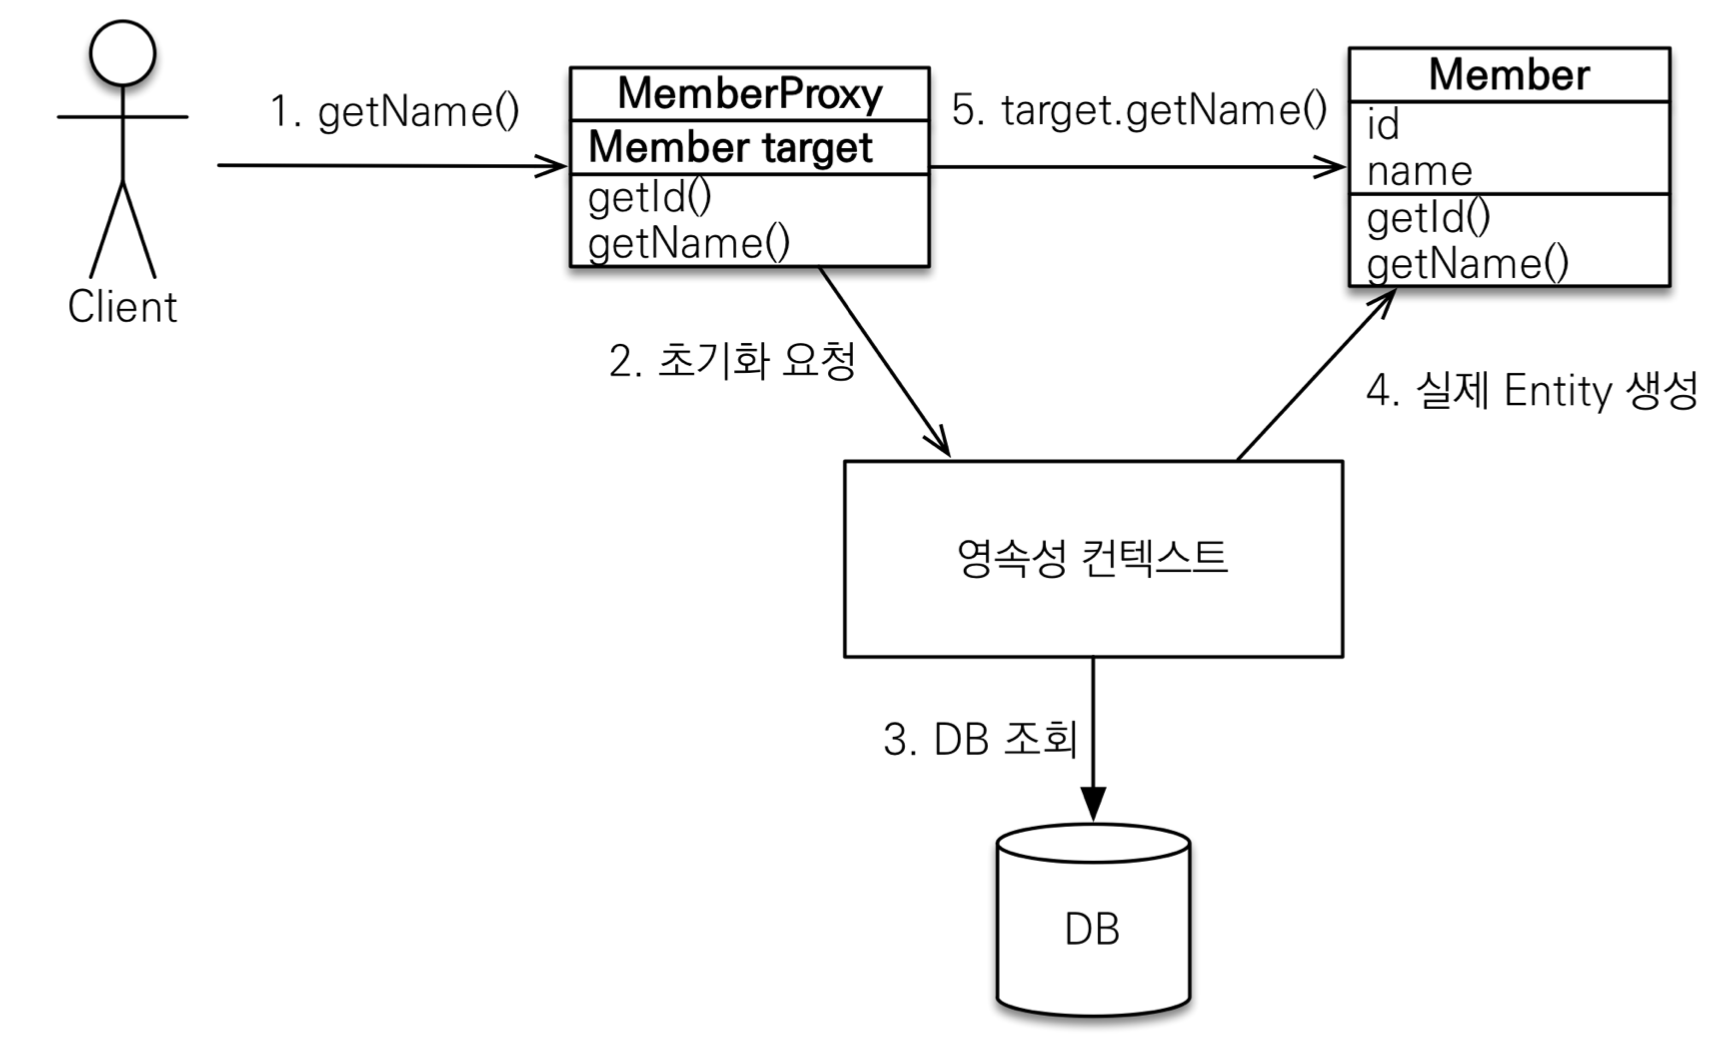 1. getName()
MemberProxy
Member target
getId()
getName()
5. target.getName()
Member
id
name
getId()
getName()
Client
2. 초기화 요청
4. 실제 Entity 생성
영속성 컨텍스트
3. DB 조회
DB